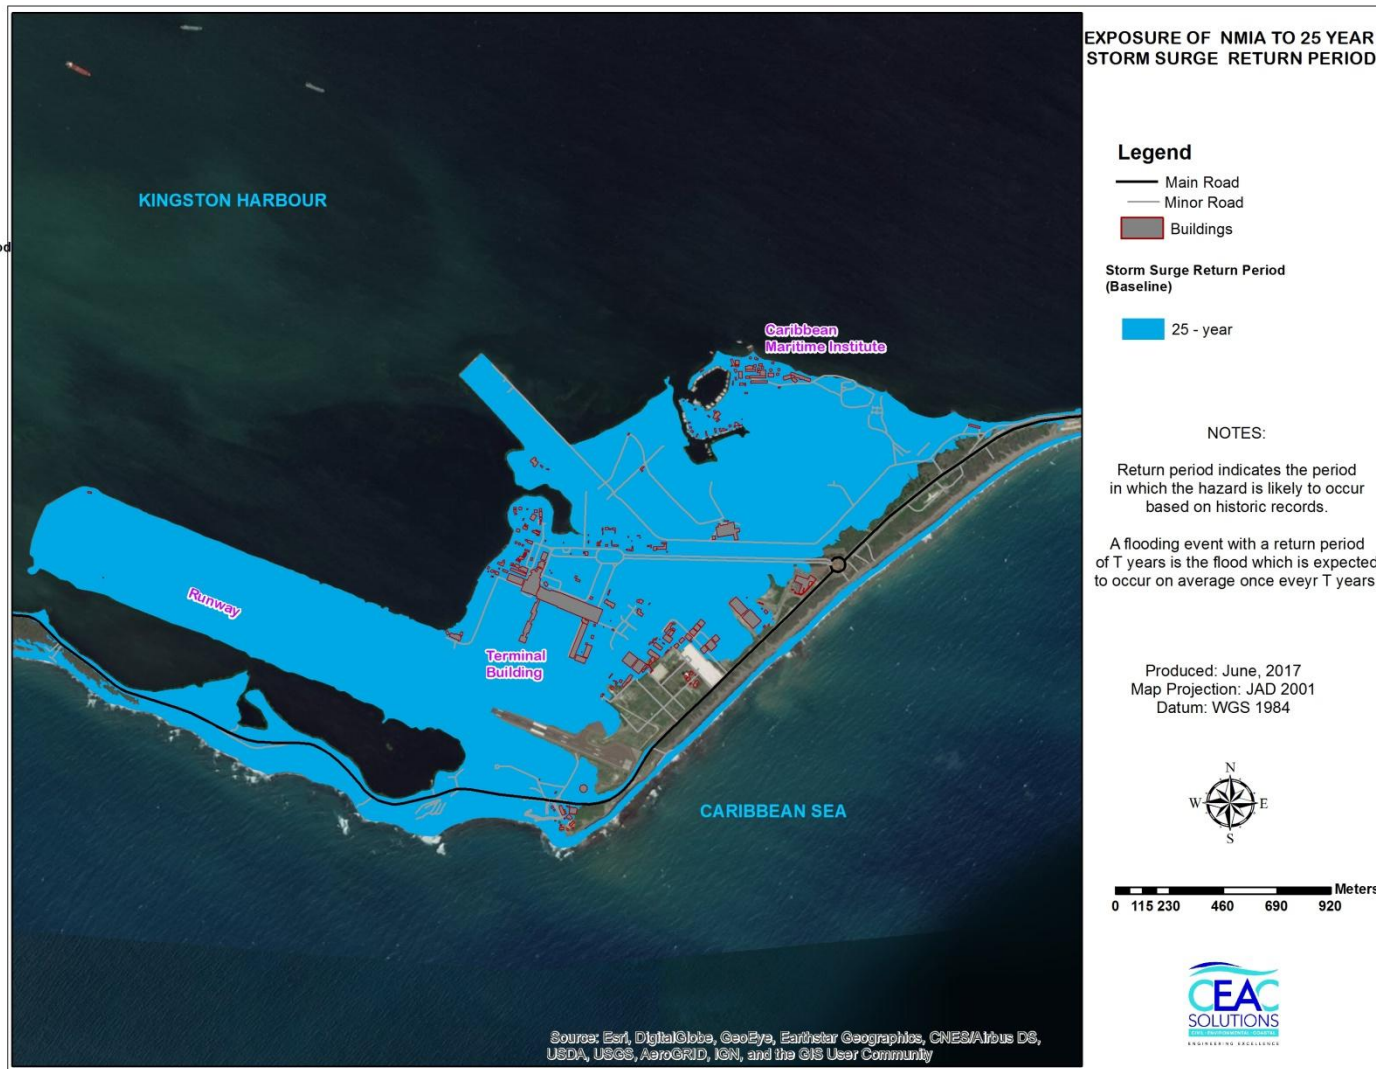 EXPOSURE OF NMIA TO 25 YEAR
STORM SURGE RETURN PERIOD
Legend
Main Road
Minor Road
Buildings
Storm Surge Return Period
(Baseline)
25 - year
NOTES:
Return period indicates the period
in which the hazard is likely to occur
based on historic records.
A flooding event with a return period
of T years is the flood which is expected
to occur on average once eveyr T years
Produced: June, 2017
Map Projection: JAD 2001
Datum: WGS 1984
N
W E
S
Meters
0 115 230 460 690 920
CEAC
SOLUTIONS
CIVIL · ENVIRONMENTAL · COASTAL
ENGINEERING EXCELLENCE
KINGSTON HARBOUR
Caribbean
Maritime Institute
Runway
Terminal
Building
CARIBBEAN SEA
Source: Esri, DigitalGlobe, GeoEye, Earthstar Geographics, CNES/Airbus DS,
USDA, USGS, AeroGRID, IGN, and the GIS User Community